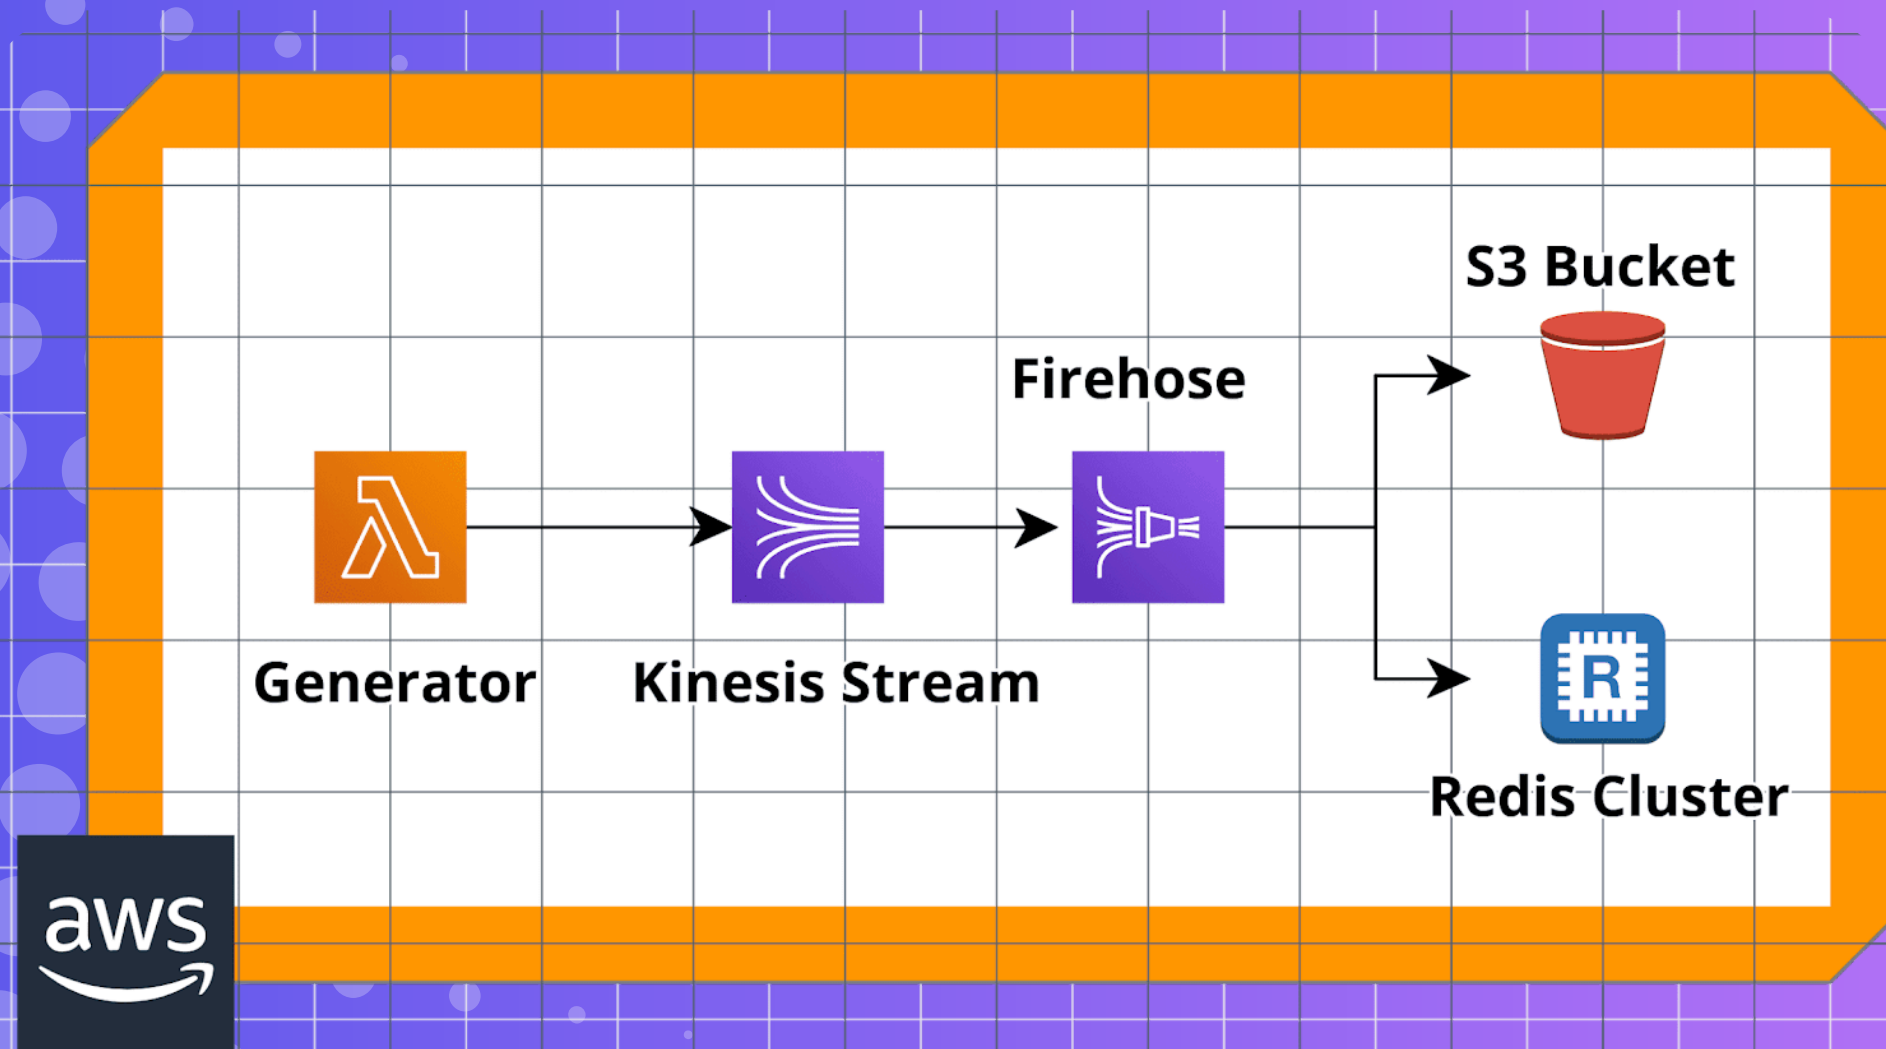 S3 Bucket
Firehose
Generator
Kinesis Stream
R
Redis Cluster
aws